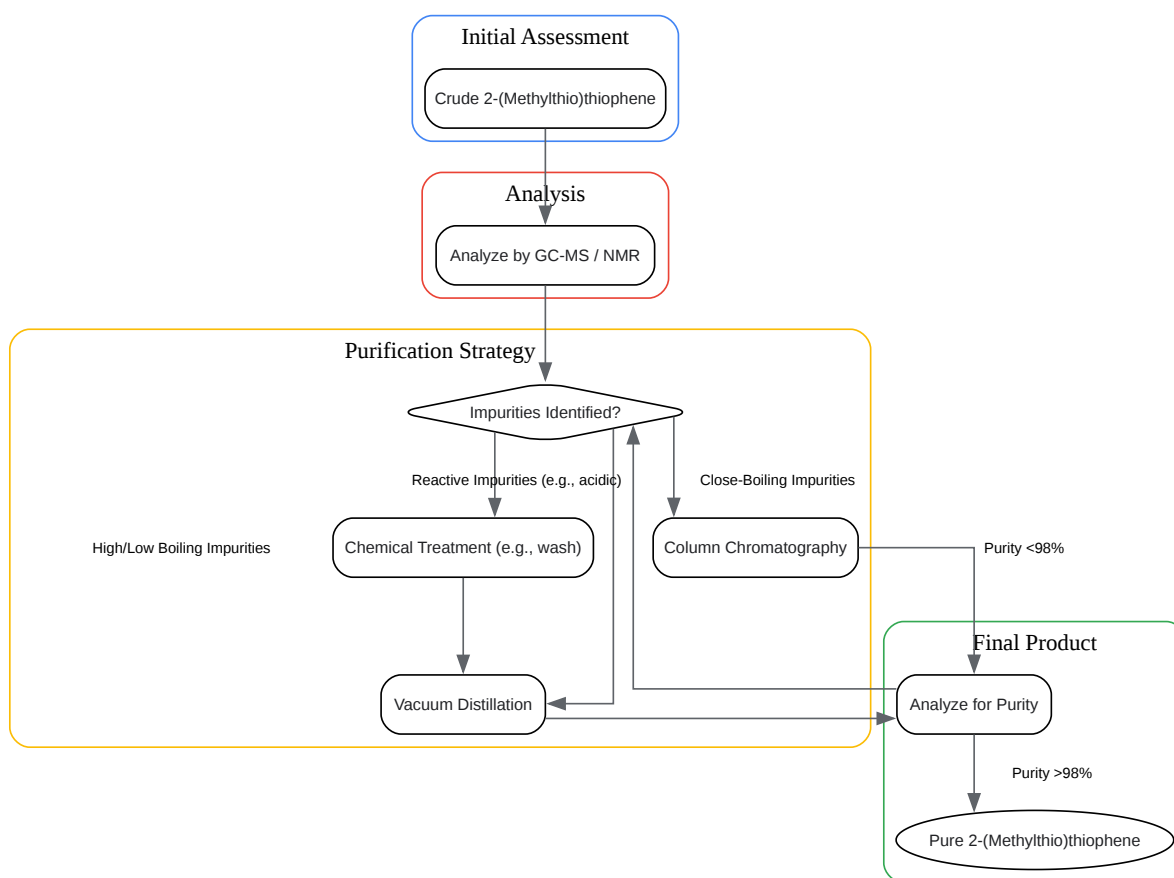 Initial Assessment
Crude 2-(Methylthio)thiophene
Analysis
Analyze by GC-MS / NMR
Purification Strategy
Impurities Identified?
Reactive Impurities (e.g., acidic)
Close-Boiling Impurities
High/Low Boiling Impurities
Chemical Treatment (e.g., wash)
Column Chromatography
Purity <98%
Final Product
Vacuum Distillation
Analyze for Purity
Purity >98%
Pure 2-(Methylthio)thiophene